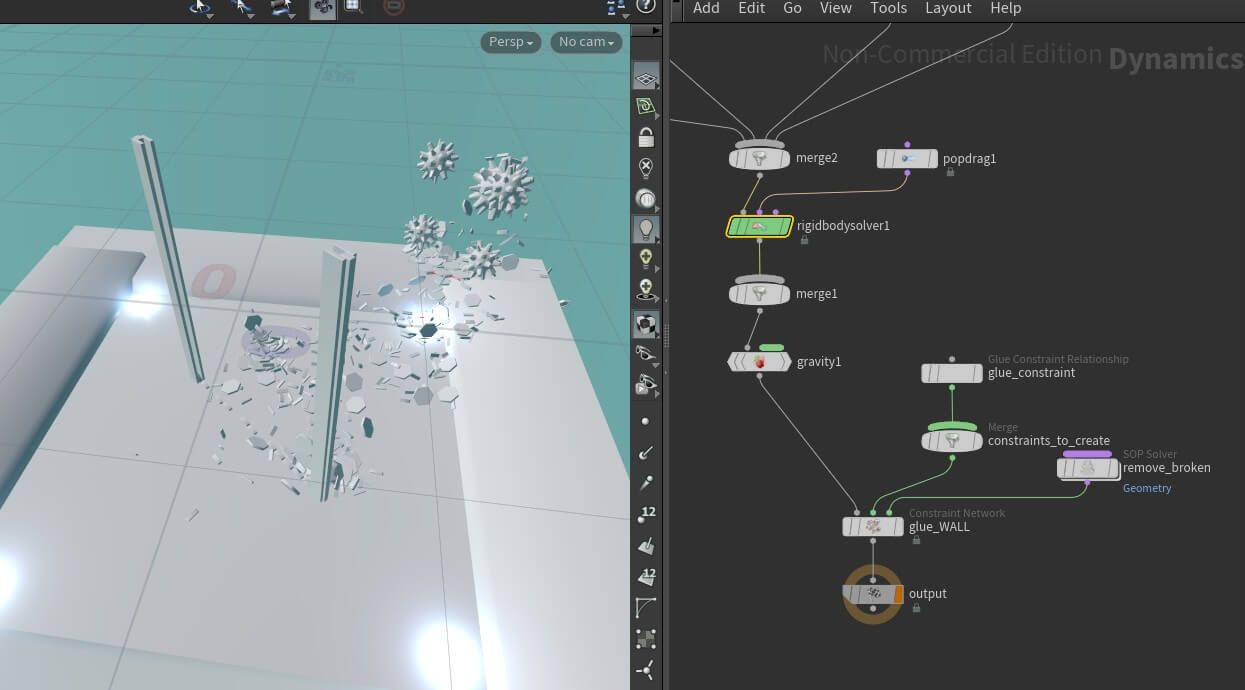 Add Edit Go View Tools Layout Help
Persp
No cam
Non-Commercial Edition
Dynamics
merge2
popdrag1
rigidbodysolver1
merge1
gravity1
Glue Constraint Relationship
glue_constraint
Merge
constraints_to_create
SOP Solver
remove_broken
Geometry
Constraint Network
glue_WALL
output
12
12